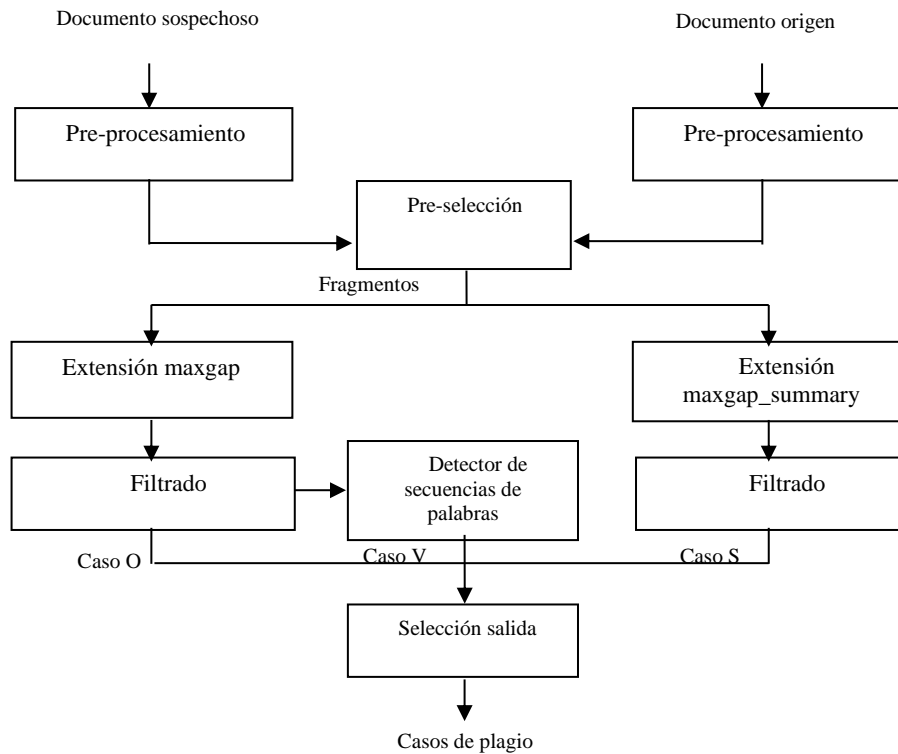 Documento sospechoso
Documento origen
Pre-procesamiento
Pre-procesamiento
Pre-selección
Fragmentos
Extensión maxgap
Extensión
maxgap_summary
Filtrado
Detector de
secuencias de
palabras
Filtrado
Caso O
Caso V
Caso S
Selección salida
Casos de plagio